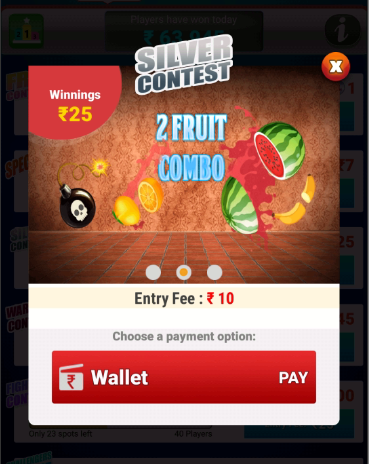 Players have won today
SILVER
CONTEST
X
Winnings
₹25
2 FRUIT
COMBO
Entry Fee : ₹ 10
Choose a payment option:
₹ Wallet PAY
Only 23 spots left
40 Players